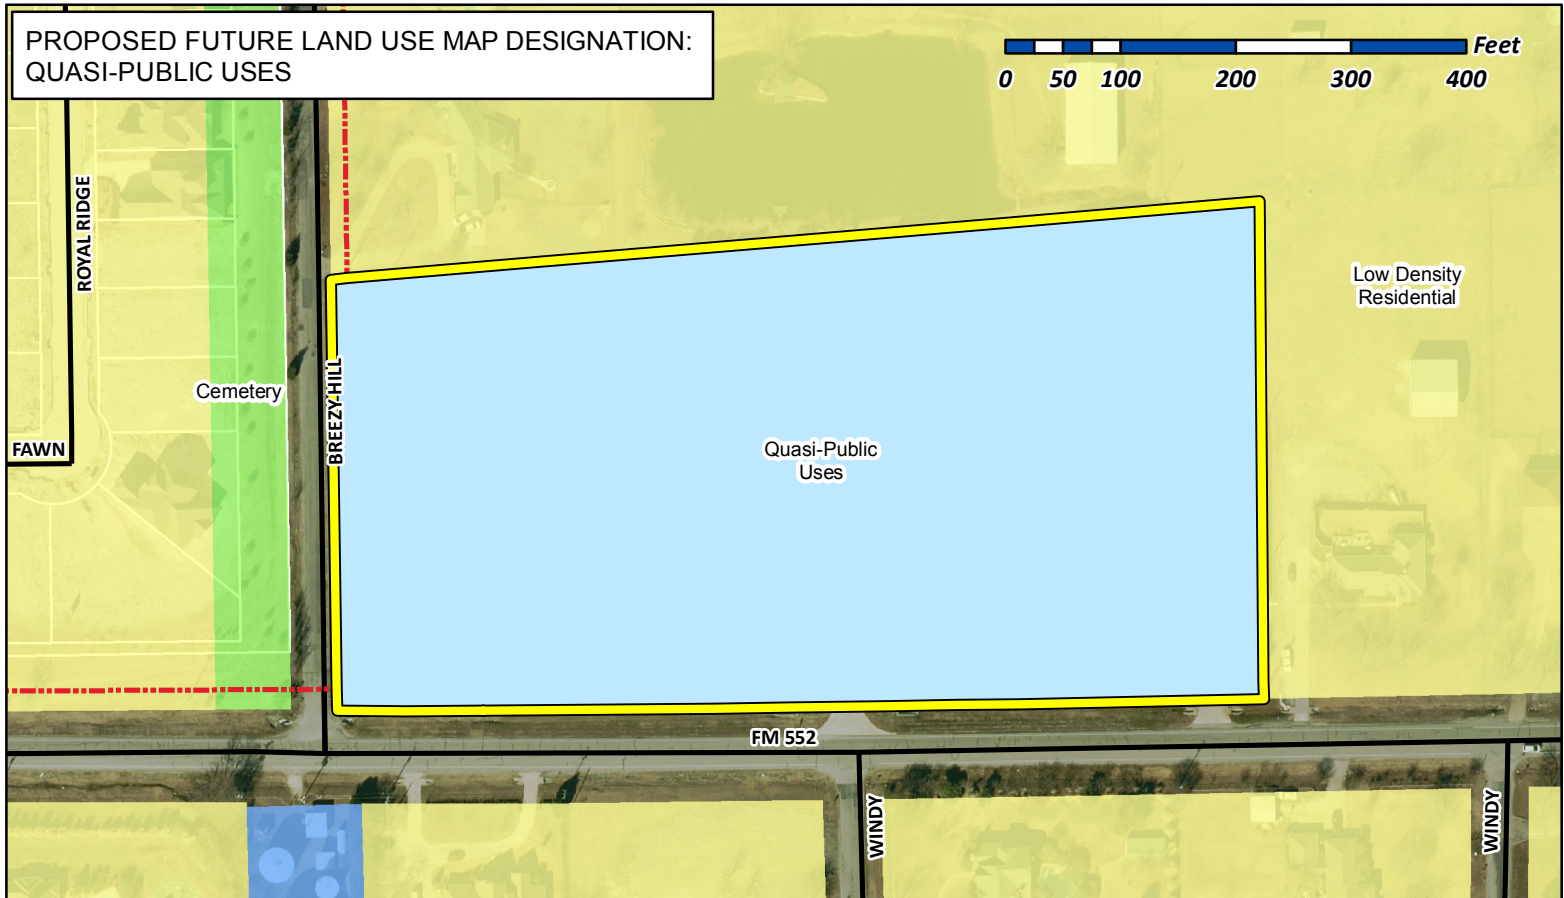 PROPOSED FUTURE LAND USE MAP DESIGNATION:
QUASI-PUBLIC USES
Feet
0 50 100 200 300 400
ROYAL RIDGE
Low Density
Residential
Cemetery
BREEZY HILL
FAWN
Quasi-Public
Uses
FM 552
WINDY
WINDY